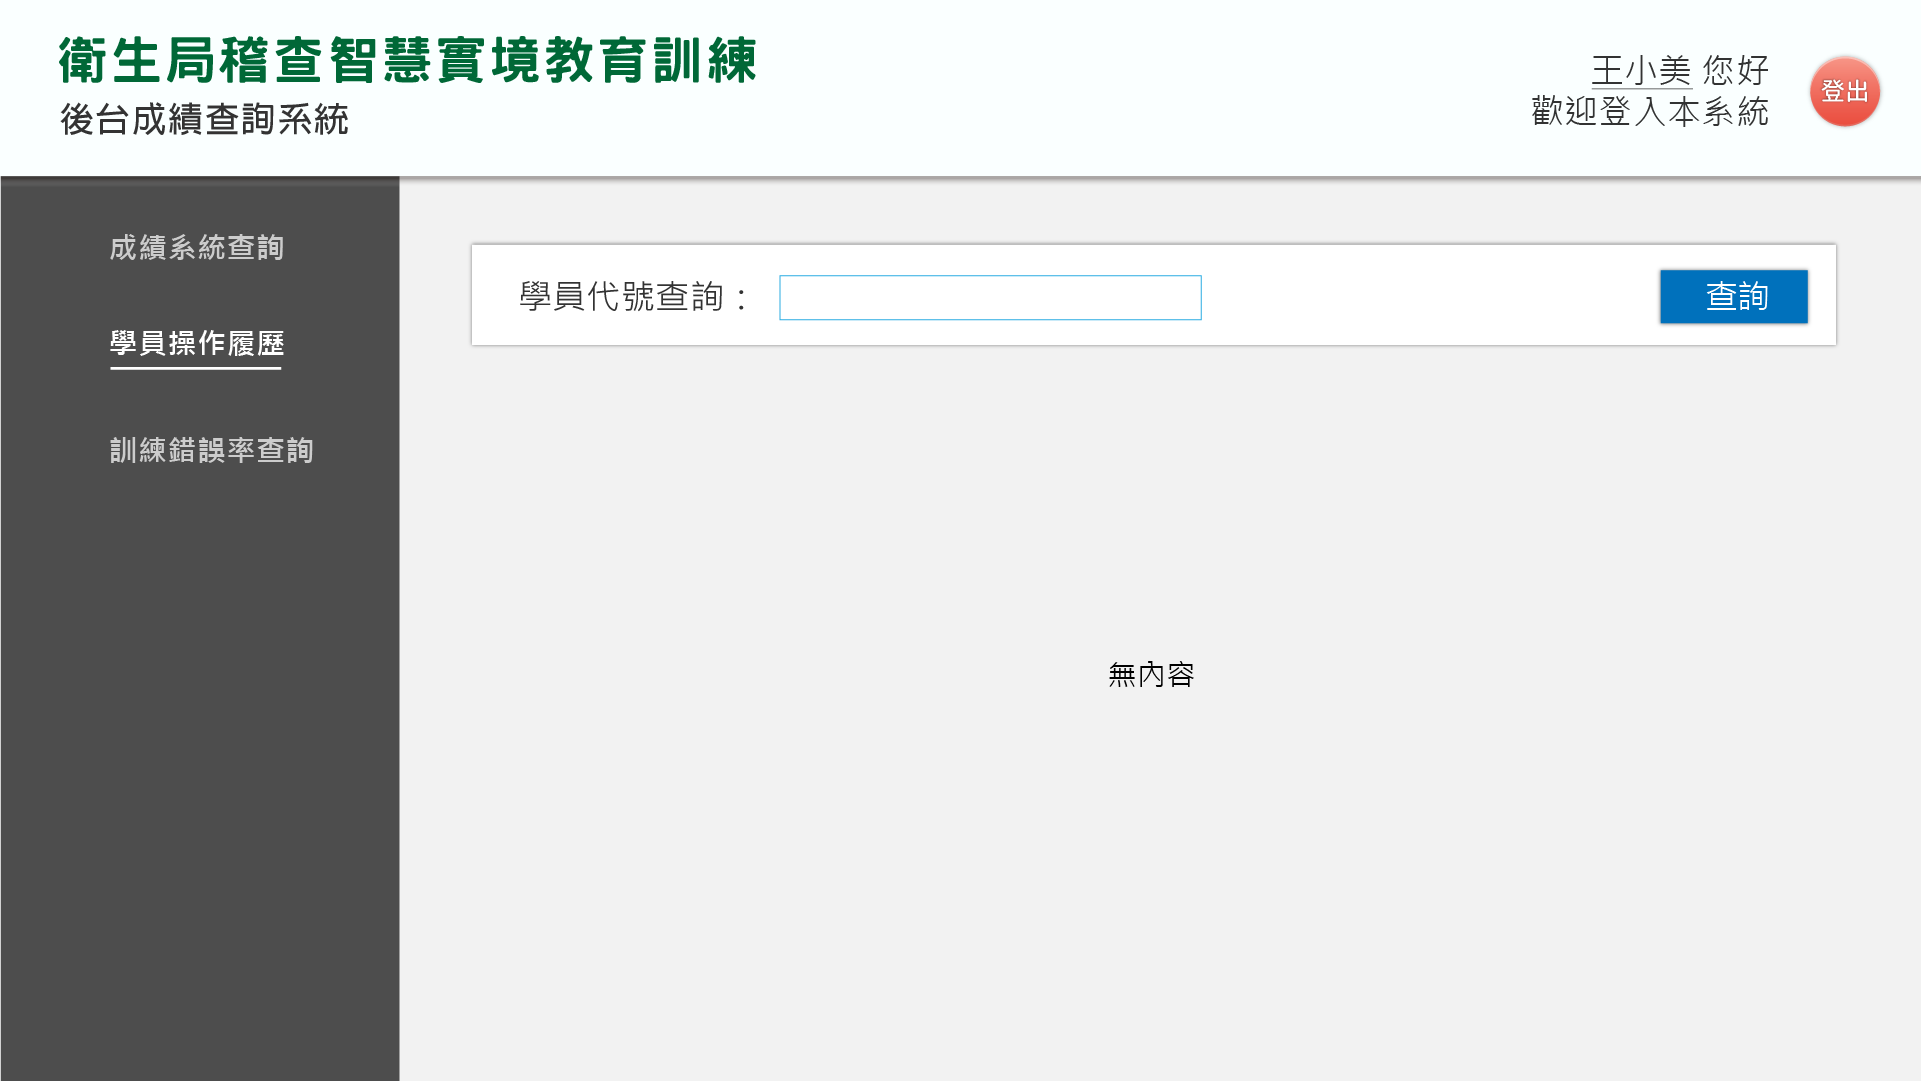 衛生局稽查智慧實境教育訓練
後台成績查詢系統
王小美 您好
歡迎登入本系統
登出
成績系統查詢
學員操作履歷
訓練錯誤率查詢
學員代號查詢：
查詢
無內容